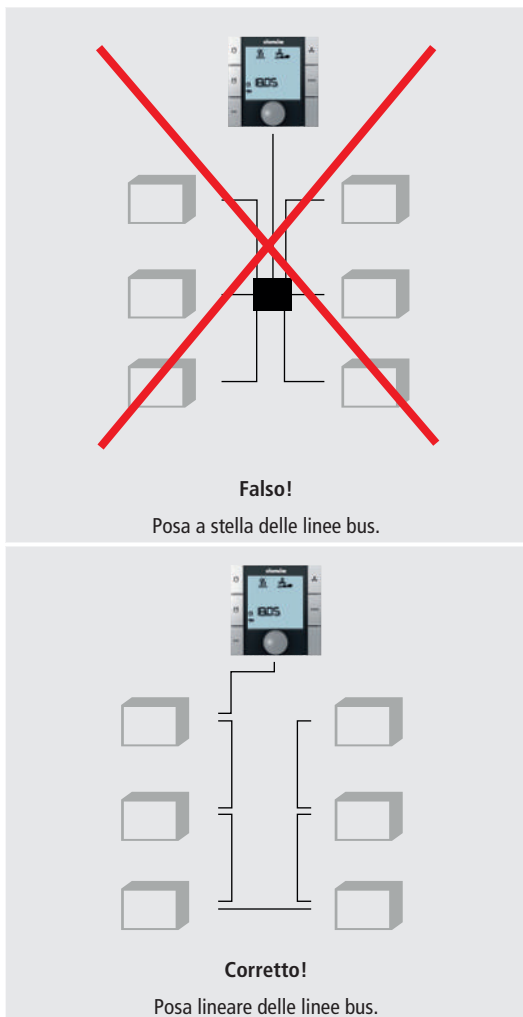 Falso!
Posa a stella delle linee bus.
Corretto!
Posa lineare delle linee bus.